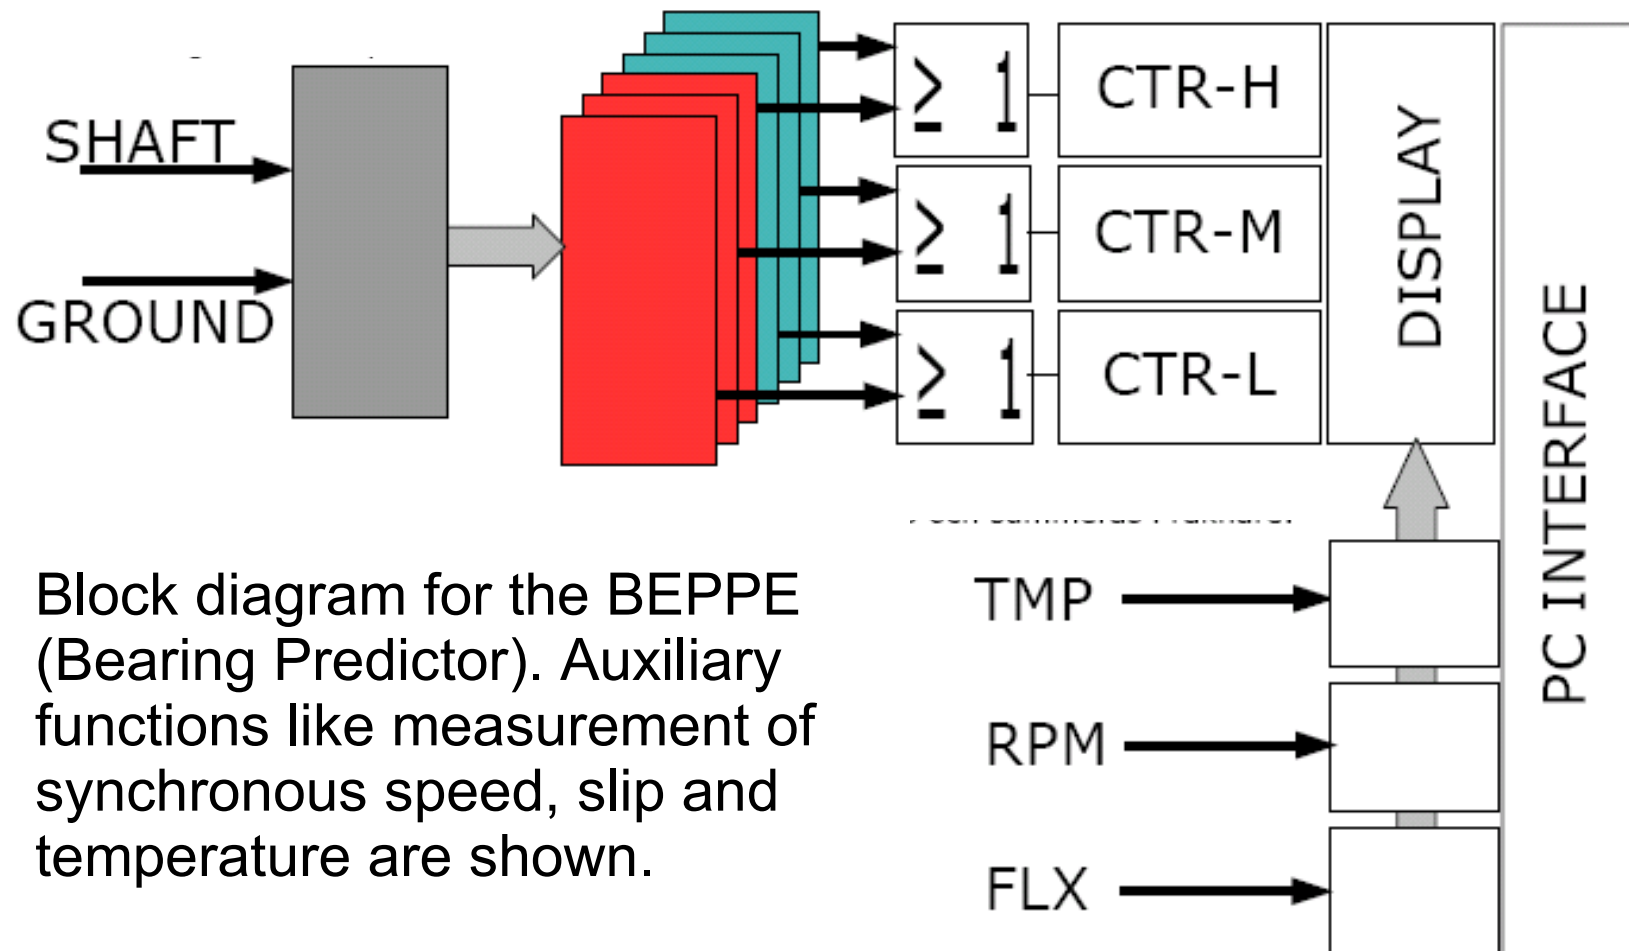 SHAFT
GROUND
≥ 1
CTR-H
≥ 1
CTR-M
≥ 1
CTR-L
DISPLAY
PC INTERFACE
TMP
RPM
FLX
Block diagram for the BEPPE
(Bearing Predictor). Auxiliary
functions like measurement of
synchronous speed, slip and
temperature are shown.